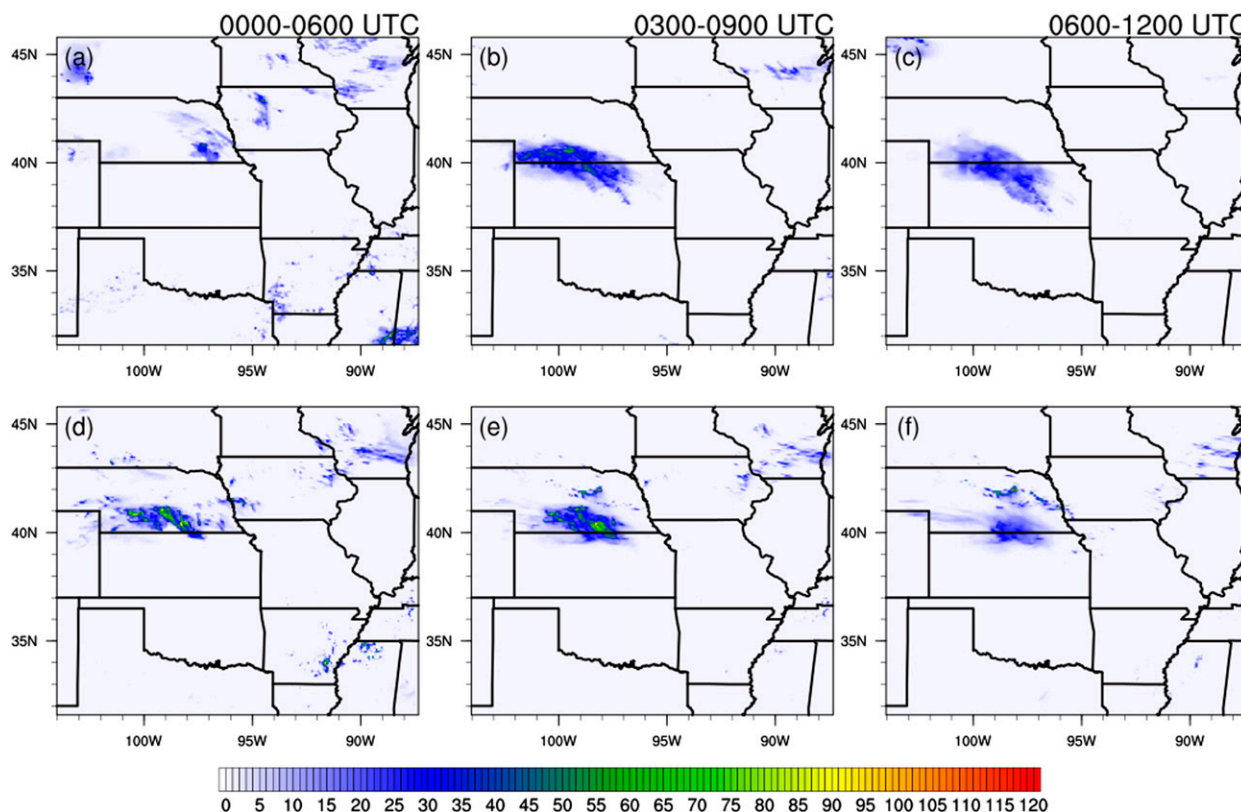 0000-0600 UTC 0300-0900 UTC 0600-1200 UTC
(a) (b) (c)
45N 45N 45N
40N 40N 40N
35N 35N 35N
100W 95W 90W 100W 95W 90W 100W 95W 90W
(d) (e) (f)
45N 45N 45N
40N 40N 40N
35N 35N 35N
100W 95W 90W 100W 95W 90W 100W 95W 90W
0 5 10 15 20 25 30 35 40 45 50 55 60 65 70 75 80 85 90 95 100 105 110 115 120